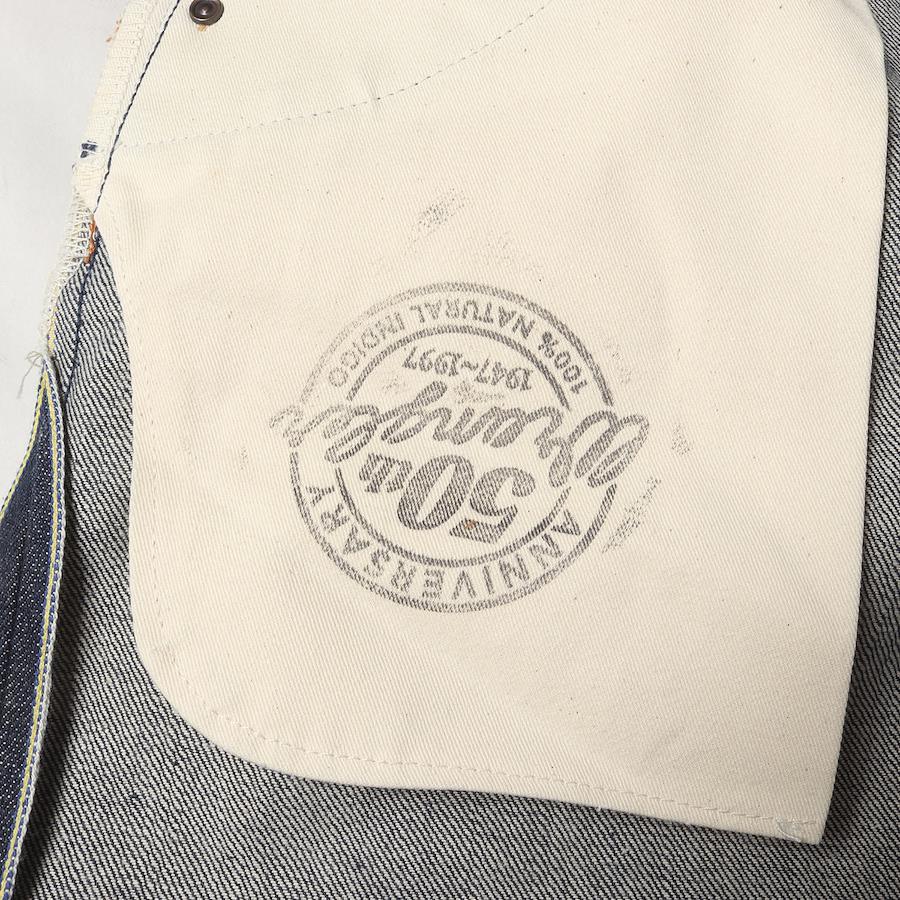 ANNIVERSARY
50th
Wrangler
1947~1997
100% NATURAL INDIGO